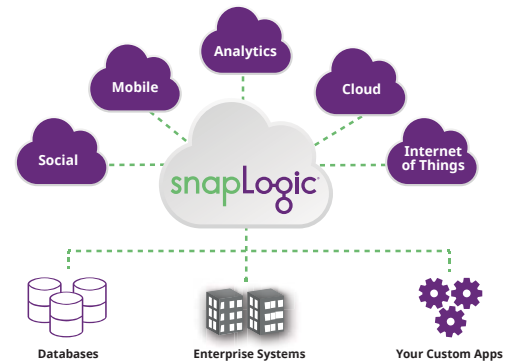 Analytics
Mobile
Cloud
Social
Internet
of Things
snapLogic
Databases
Enterprise Systems
Your Custom Apps